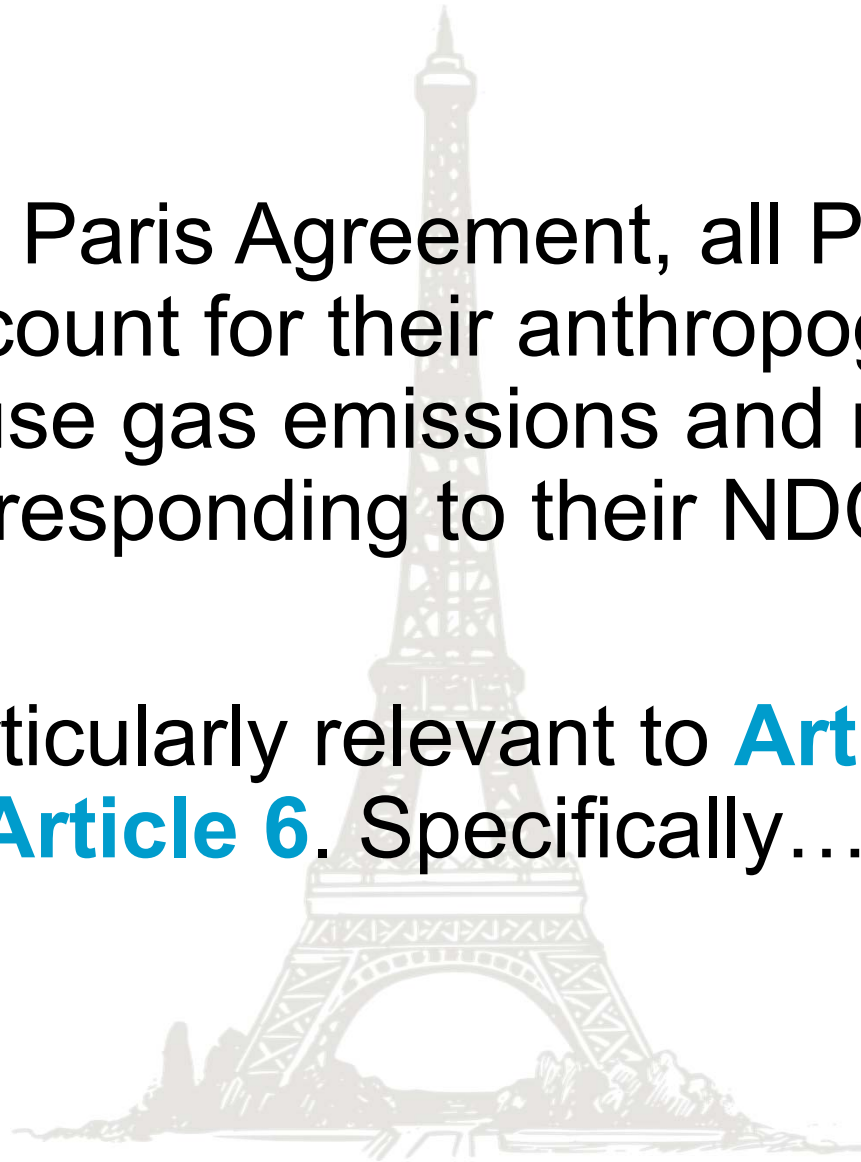 Paris Agreement, all P
count for their anthropog
use gas emissions and r
responding to their NDC
ticularly relevant to Art
Article 6. Specifically…